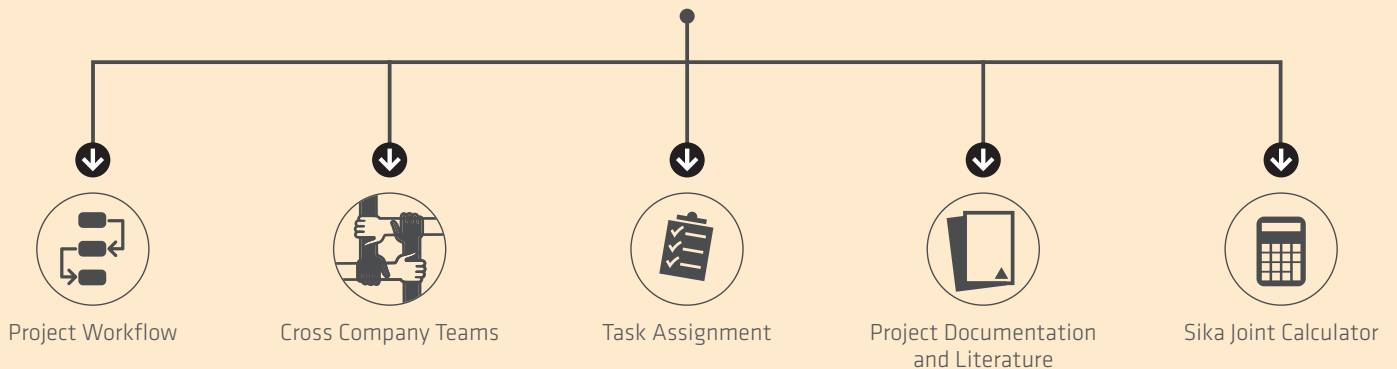 Project Workflow
Cross Company Teams
Task Assignment
Project Documentation
and Literature
Sika Joint Calculator